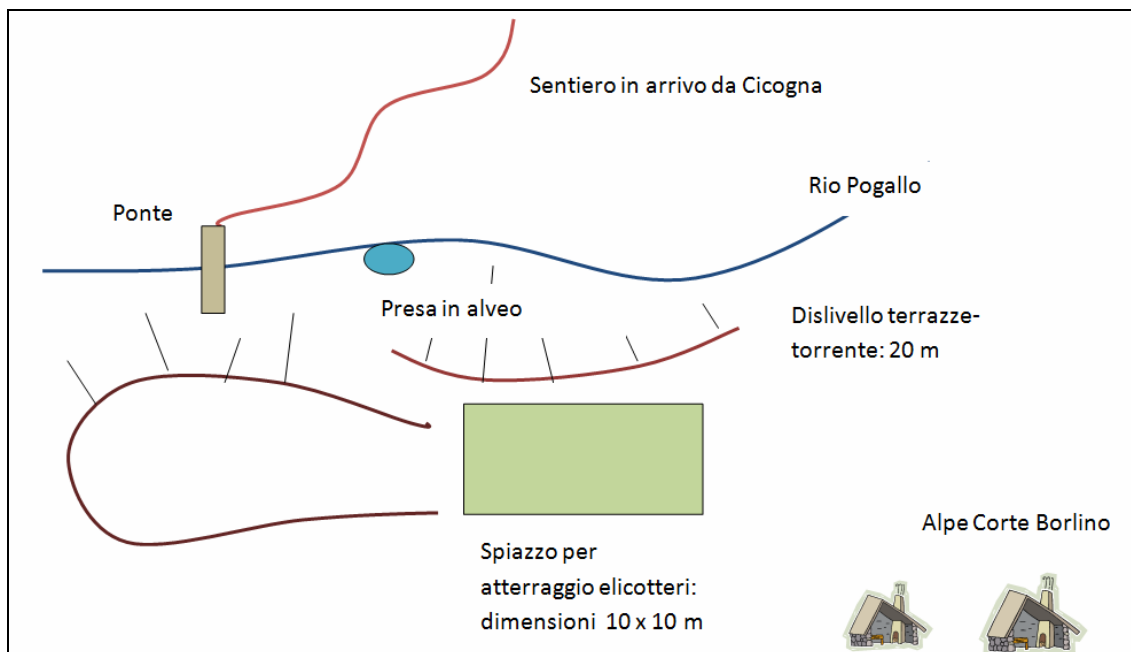 Sentiero in arrivo da Cicogna
Rio Pogallo
Ponte
Presa in alveo
Dislivello terrazze-
torrente: 20 m
Alpe Corte Borlino
Spiazzo per
atterraggio elicotteri:
dimensioni 10 x 10 m